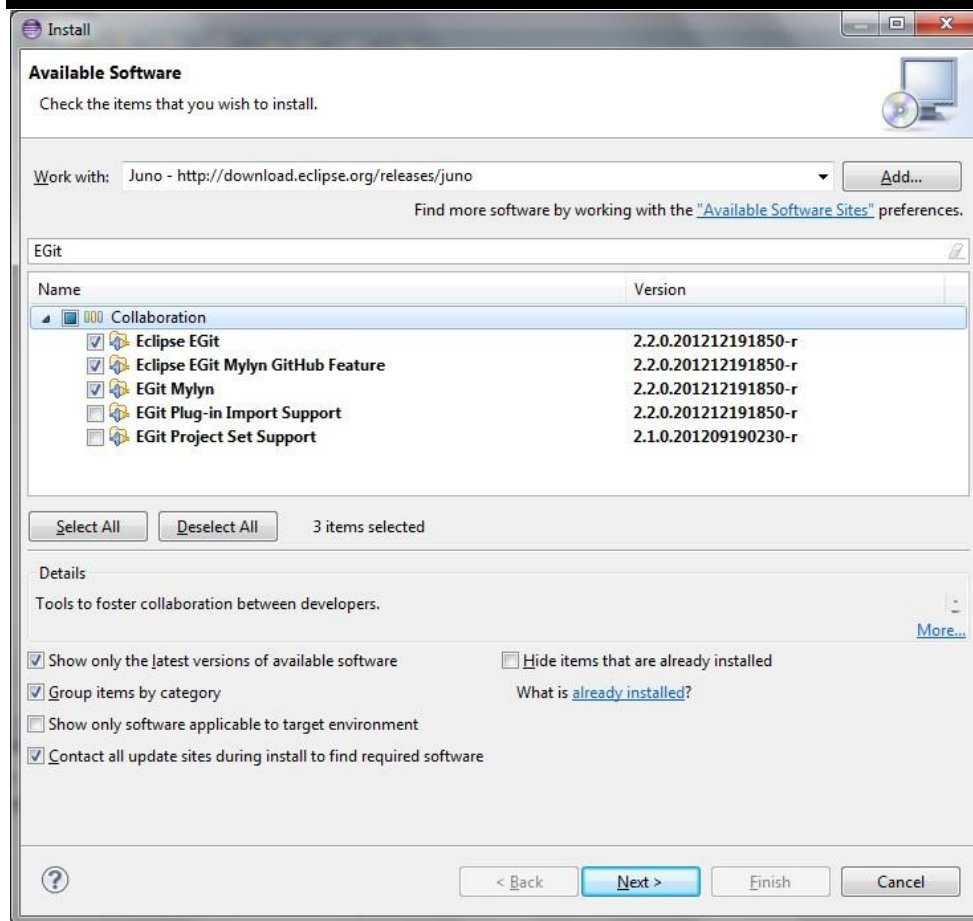 Install
Available Software
Check the items that you wish to install.
Work with: Juno - http://download.eclipse.org/releases/juno Add...
Find more software by working with the "Available Software Sites" preferences.
EGit
Name Version
Collaboration
Eclipse EGit 2.2.0.201212191850-r
Eclipse EGit Mylyn GitHub Feature 2.2.0.201212191850-r
EGit Mylyn 2.2.0.201212191850-r
EGit Plug-in Import Support 2.2.0.201212191850-r
EGit Project Set Support 2.1.0.201209190230-r
Select All Deselect All 3 items selected
Details
Tools to foster collaboration between developers.
More...
Show only the latest versions of available software Hide items that are already installed
Group items by category What is already installed?
Show only software applicable to target environment
Contact all update sites during install to find required software
? < Back Next > Finish Cancel